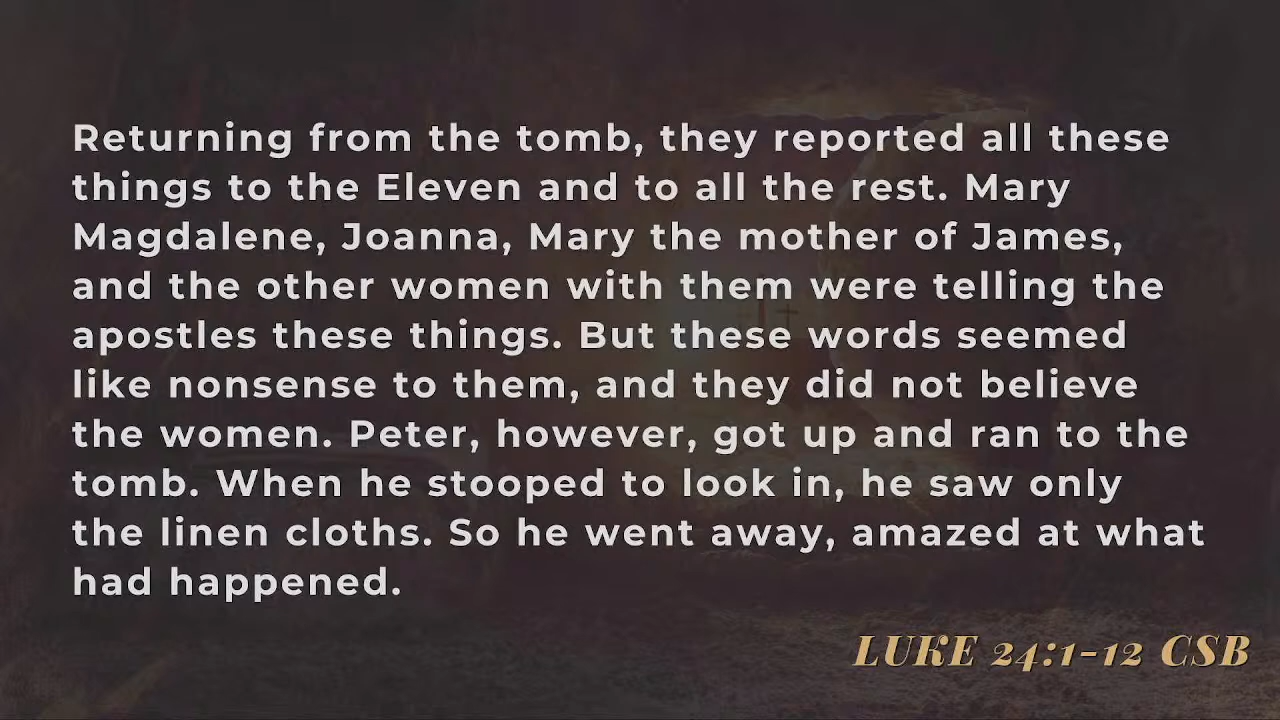 Returning from the tomb, they reported all these
things to the Eleven and to all the rest. Mary
Magdalene, Joanna, Mary the mother of James,
and the other women with them were telling the
apostles these things. But these words seemed
like nonsense to them, and they did not believe
the women. Peter, however, got up and ran to the
tomb. When he stooped to look in, he saw only
the linen cloths. So he went away, amazed at what
had happened.
LUKE 24:1-12 CSB